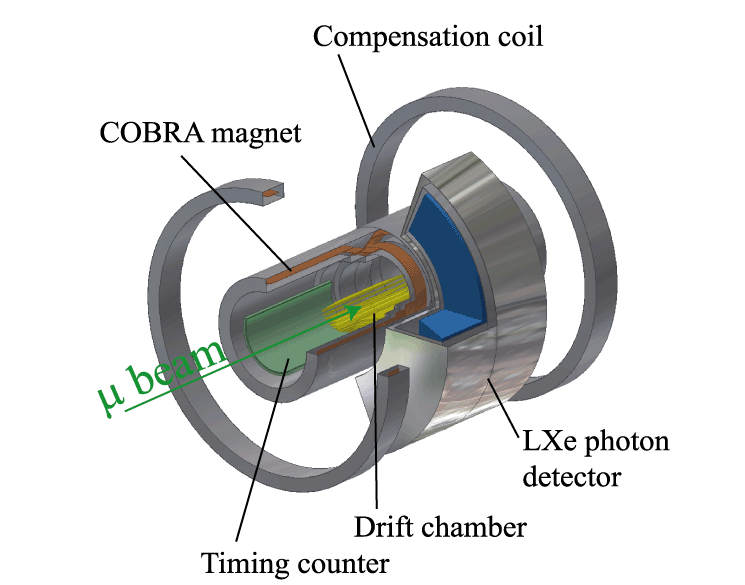 Compensation coil
COBRA magnet
μ beam
LXe photon
detector
Drift chamber
Timing counter